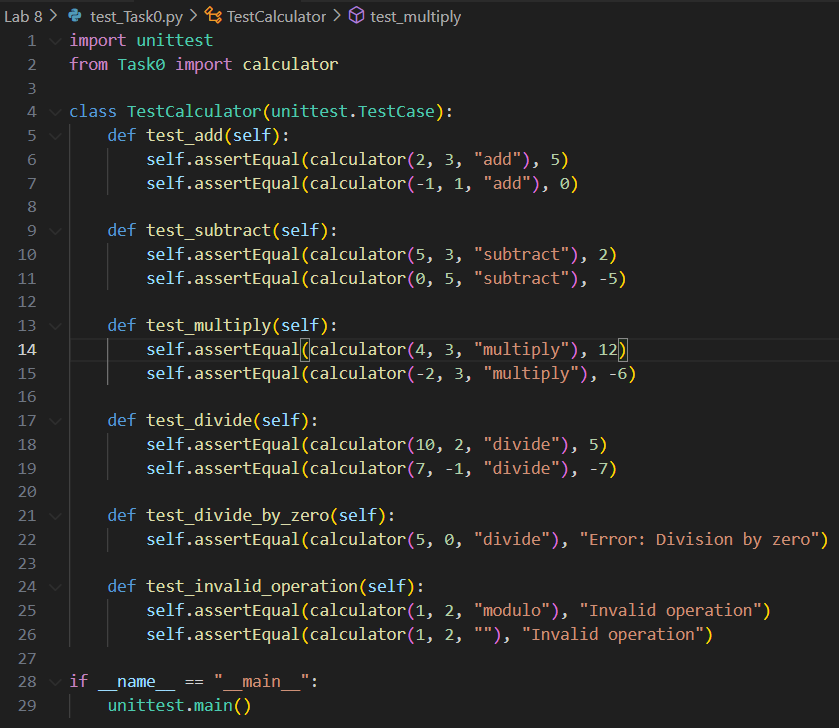 Lab 8 > test_Task0.py > TestCalculator > test_multiply
1 import unittest
2 from Task0 import calculator
3
4 class TestCalculator(unittest.TestCase):
5     def test_add(self):
6         self.assertEqual(calculator(2, 3, "add"), 5)
7         self.assertEqual(calculator(-1, 1, "add"), 0)
8
9     def test_subtract(self):
10         self.assertEqual(calculator(5, 3, "subtract"), 2)
11         self.assertEqual(calculator(0, 5, "subtract"), -5)
12
13     def test_multiply(self):
14         self.assertEqual(calculator(4, 3, "multiply"), 12)
15         self.assertEqual(calculator(-2, 3, "multiply"), -6)
16
17     def test_divide(self):
18         self.assertEqual(calculator(10, 2, "divide"), 5)
19         self.assertEqual(calculator(7, -1, "divide"), -7)
20
21     def test_divide_by_zero(self):
22         self.assertEqual(calculator(5, 0, "divide"), "Error: Division by zero")
23
24     def test_invalid_operation(self):
25         self.assertEqual(calculator(1, 2, "modulo"), "Invalid operation")
26         self.assertEqual(calculator(1, 2, ""), "Invalid operation")
27
28 if __name__ == "__main__":
29     unittest.main()